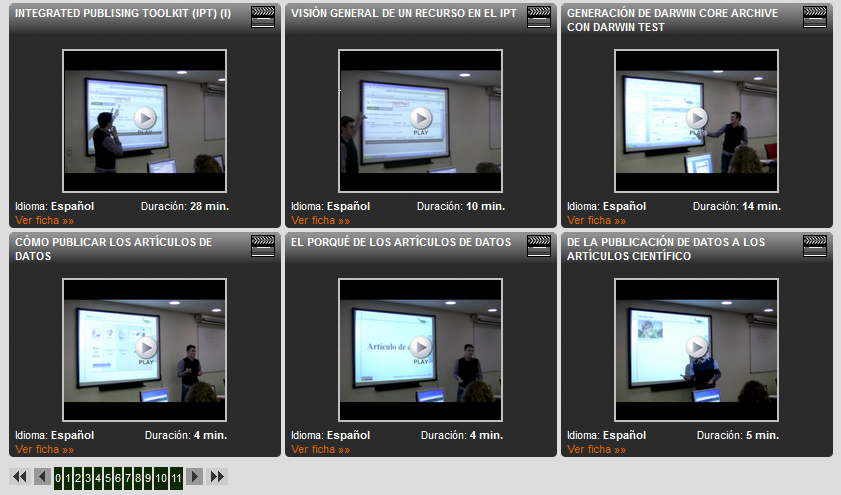 INTEGRATED PUBLISING TOOLKIT (IPT) (I)
PLAY
Idioma: Español Duración: 28 min.
Ver ficha »»
VISIÓN GENERAL DE UN RECURSO EN EL IPT
PLAY
Idioma: Español Duración: 10 min.
Ver ficha »»
GENERACIÓN DE DARWIN CORE ARCHIVE
CON DARWIN TEST
PLAY
Idioma: Español Duración: 14 min.
Ver ficha »»
CÓMO PUBLICAR LOS ARTÍCULOS DE
DATOS
PLAY
Idioma: Español Duración: 4 min.
Ver ficha »»
EL PORQUÉ DE LOS ARTÍCULOS DE DATOS
Artículo de
PLAY
Idioma: Español Duración: 4 min.
Ver ficha »»
DE LA PUBLICACIÓN DE DATOS A LOS
ARTÍCULOS CIENTÍFICO
Idioma: Español Duración: 5 min.
Ver ficha »»
0 1 2 3 4 5 6 7 8 9 10 11